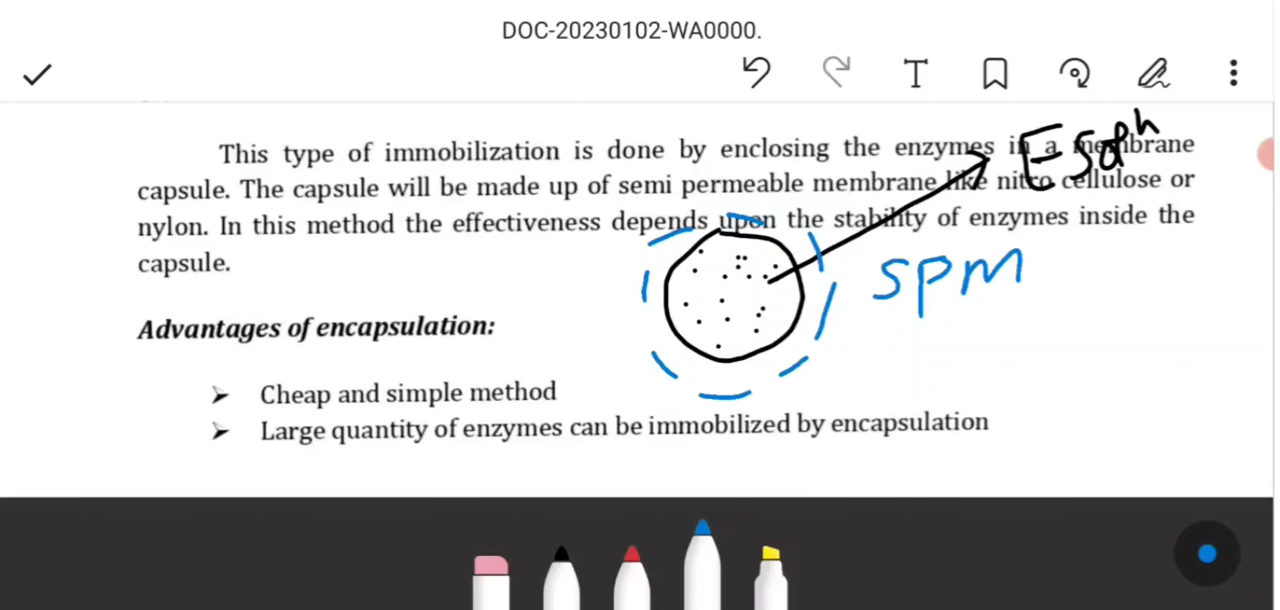 DOC-20230102-WA0000.
This type of immobilization is done by enclosing the enzymes in a membrane
capsule. The capsule will be made up of semi permeable membrane like nitro cellulose or
nylon. In this method the effectiveness depends upon the stability of enzymes inside the
capsule.
SPM
Advantages of encapsulation:
➤ Cheap and simple method
➤ Large quantity of enzymes can be immobilized by encapsulation